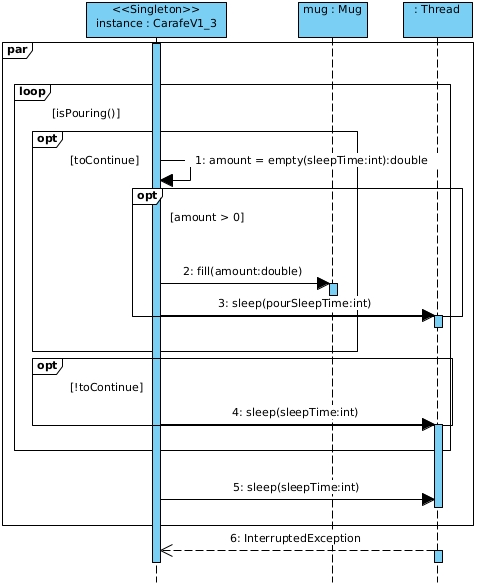 <<Singleton>>
instance : CarafeV1_3
mug : Mug
: Thread
par
loop
[isPouring()]
opt
[toContinue]
1: amount = empty(sleepTime:int):double
opt
[amount > 0]
2: fill(amount:double)
3: sleep(pourSleepTime:int)
opt
[!toContinue]
4: sleep(sleepTime:int)
5: sleep(sleepTime:int)
6: InterruptedException